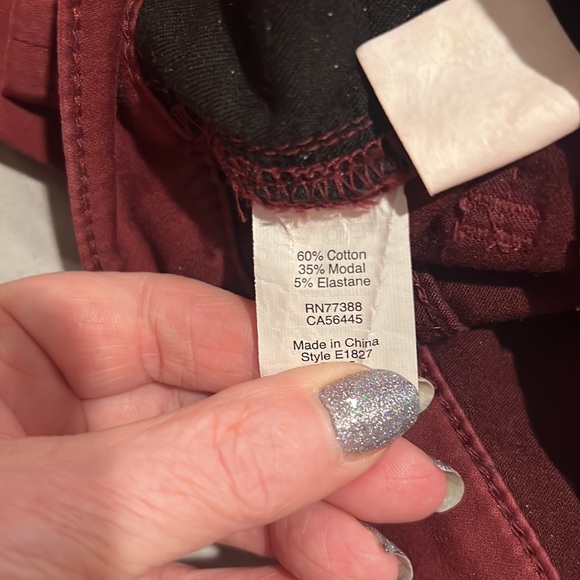 60% Cotton
35% Modal
5% Elastane
RN77388
CA56445
Made in China
Style E1827